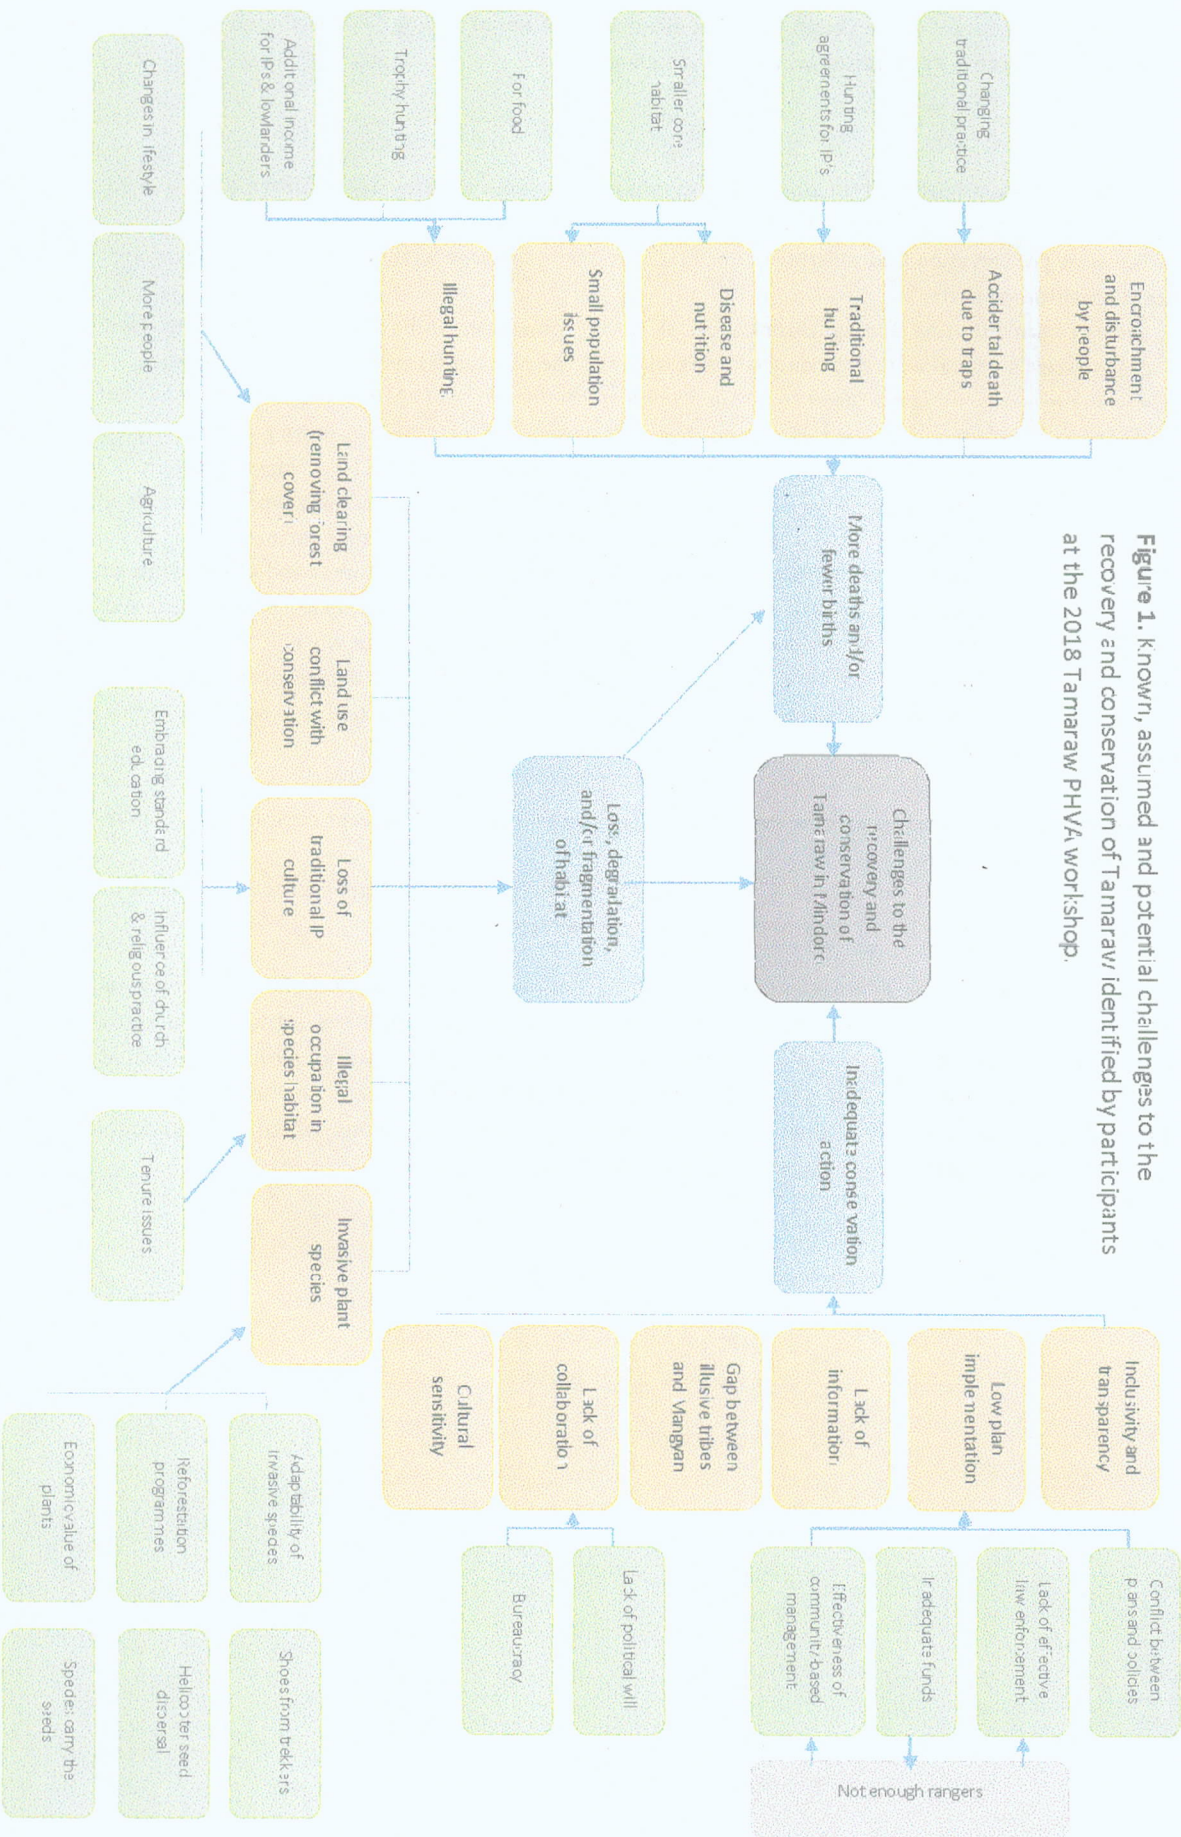 Figure 1. Known, assumed and potential challenges to the
recovery and conservation of Tamaraw identified by participants
at the 2018 Tamaraw PHVA workshop.
Encroachment
and disturbance
by people
Changing
traditional practice
Accidental death
due to traps
Hunting
agreements for IP's
Traditional
hunting
Smaller core
habitat
Disease and
nutrition
Small population
issues
For food
Trophy hunting
Additional income
for IPs & lowlanders
Illegal hunting
More deaths and/or
fewer births
Challenges to the
recovery and
conservation of
Tamaraw in Mindoro
Inadequate conservation
action
Loss, degradation,
and/or fragmentation
of habitat
Inclusivity and
transparency
Low plan
implementation
Lack of
information
Gap between
illusive tribes
and Mangyan
Lack of
collaboration
Cultural
sensitivity
Conflict between
plans and policies
Lack of effective
law enforcement
Inadequate funds
Effectiveness of
community-based
management
Not enough rangers
Lack of political will
Bureaucracy
Land clearing
(removing forest
cover)
Land use
conflict with
conservation
Loss of
traditional IP
culture
Illegal
occupation in
species habitat
Invasive plant
species
Changes in lifestyle
More people
Agriculture
Embracing standard
education
Influence of church
& religious practice
Tenure issues
Adaptability of
invasive species
Shoes from trekkers
Reforestation
programmes
Helicopter seed
dispersal
Economic value of
plants
Species carry the
seeds